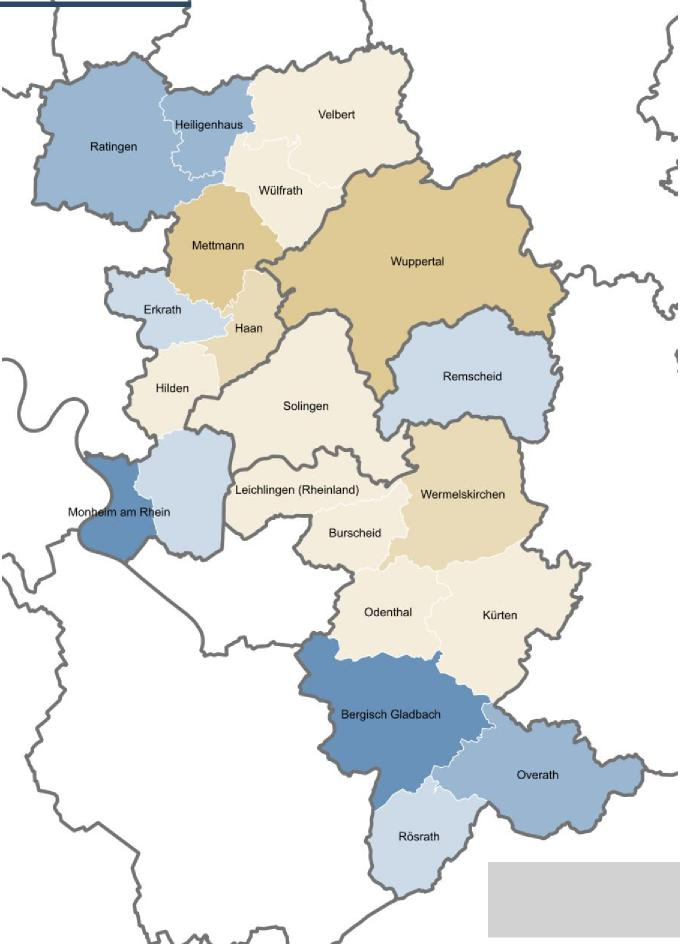 Velbert
Heiligenhaus
Ratingen
Wülfrath
Mettmann
Wuppertal
Erkrath
Haan
Remscheid
Hilden
Solingen
Leichlingen (Rheinland)
Wermelskirchen
Monheim am Rhein
Burscheid
Odenthal
Kürten
Bergisch Gladbach
Overath
Rösrath